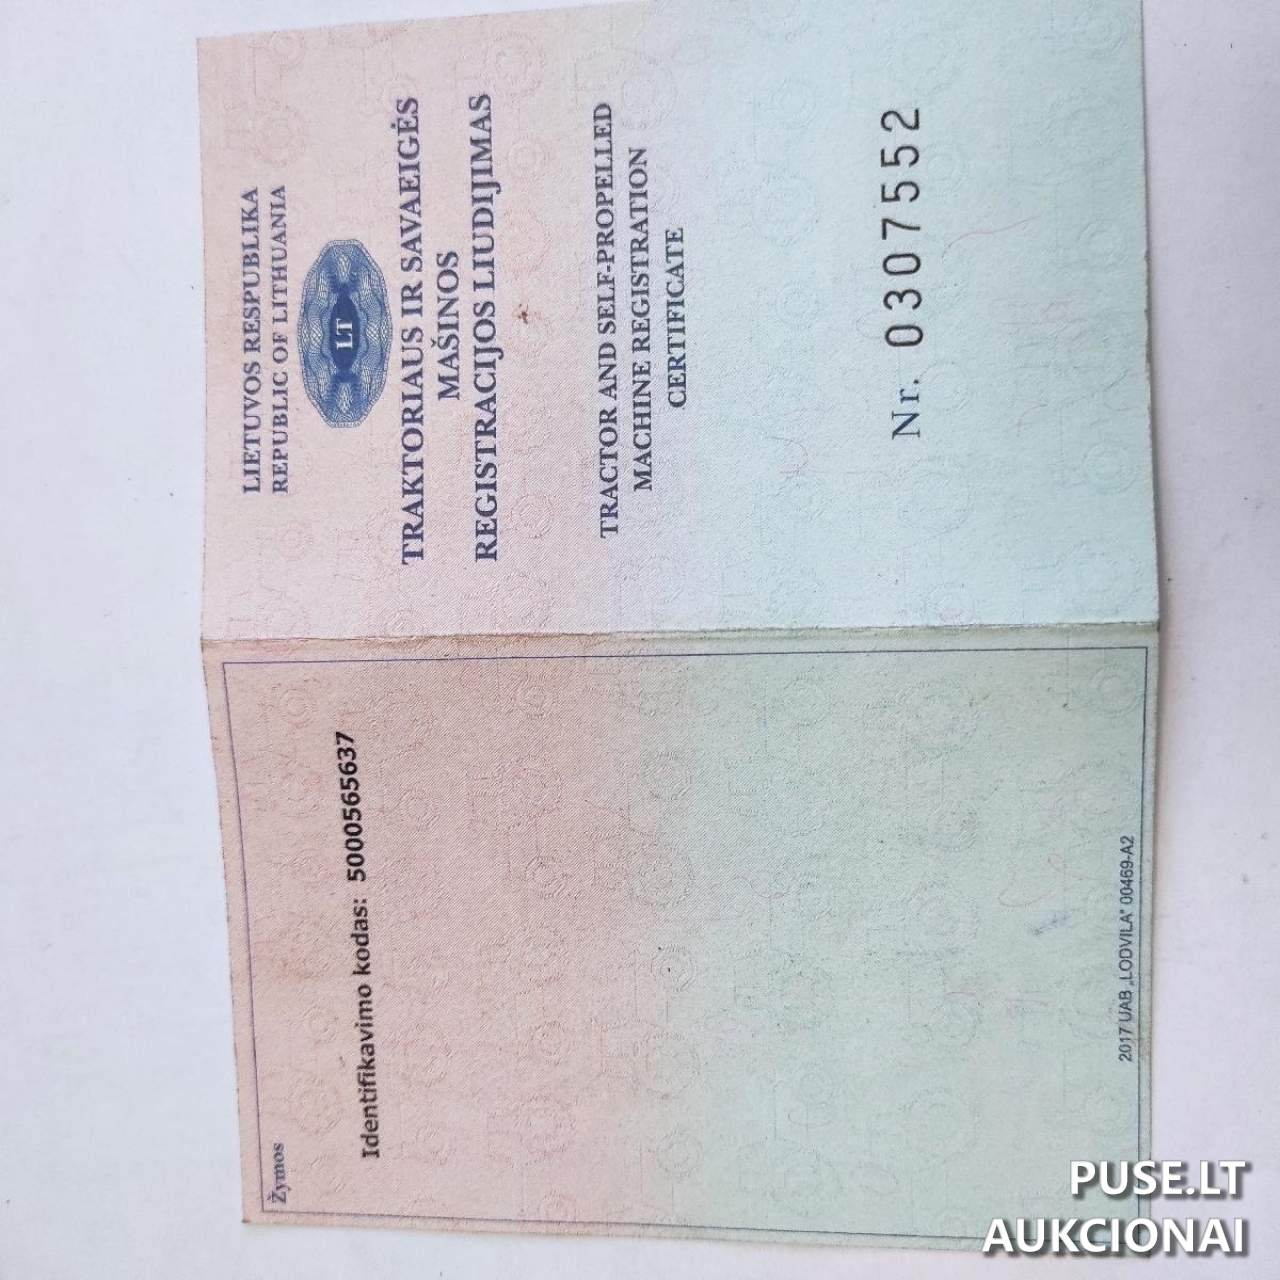 LIETUVOS RESPUBLIKA
REPUBLIC OF LITHUANIA
LT
TRAKTORIAUS IR SAVAEIGĖS
MAŠINOS
REGISTRACIJOS LIUDIJIMAS
TRACTOR AND SELF-PROPELLED
MACHINE REGISTRATION
CERTIFICATE
Nr. 0307552
Žymos
Identifikavimo kodas: 5000565637
2017 UAB „LODVILA" 00469-A2
PUSE.LT
AUKCIONAI